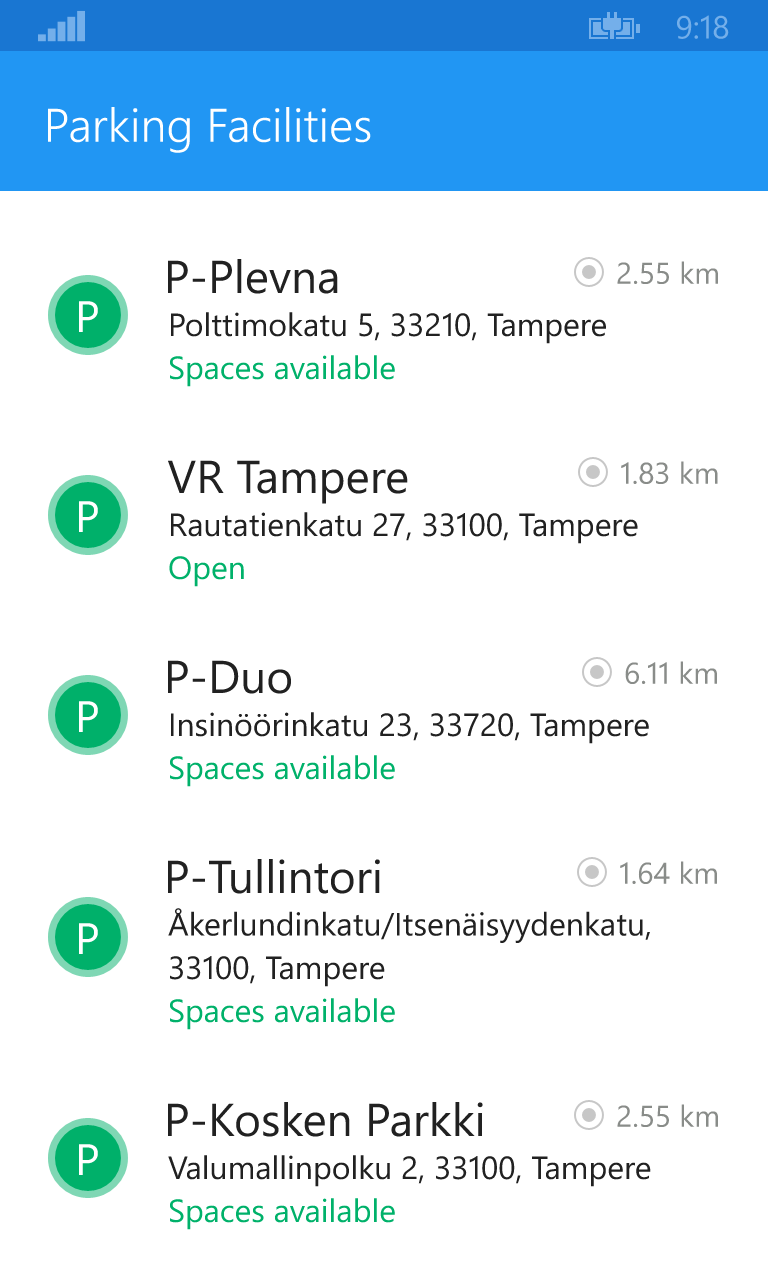 9:18
Parking Facilities
P-Plevna 2.55 km
P
Polttimokatu 5, 33210, Tampere
Spaces available
VR Tampere 1.83 km
P
Rautatienkatu 27, 33100, Tampere
Open
P-Duo 6.11 km
P
Insinöörinkatu 23, 33720, Tampere
Spaces available
P-Tullintori 1.64 km
P
Åkerlundinkatu/Itsenäisyydenkatu,
33100, Tampere
Spaces available
P-Kosken Parkki 2.55 km
P
Valumallinpolku 2, 33100, Tampere
Spaces available